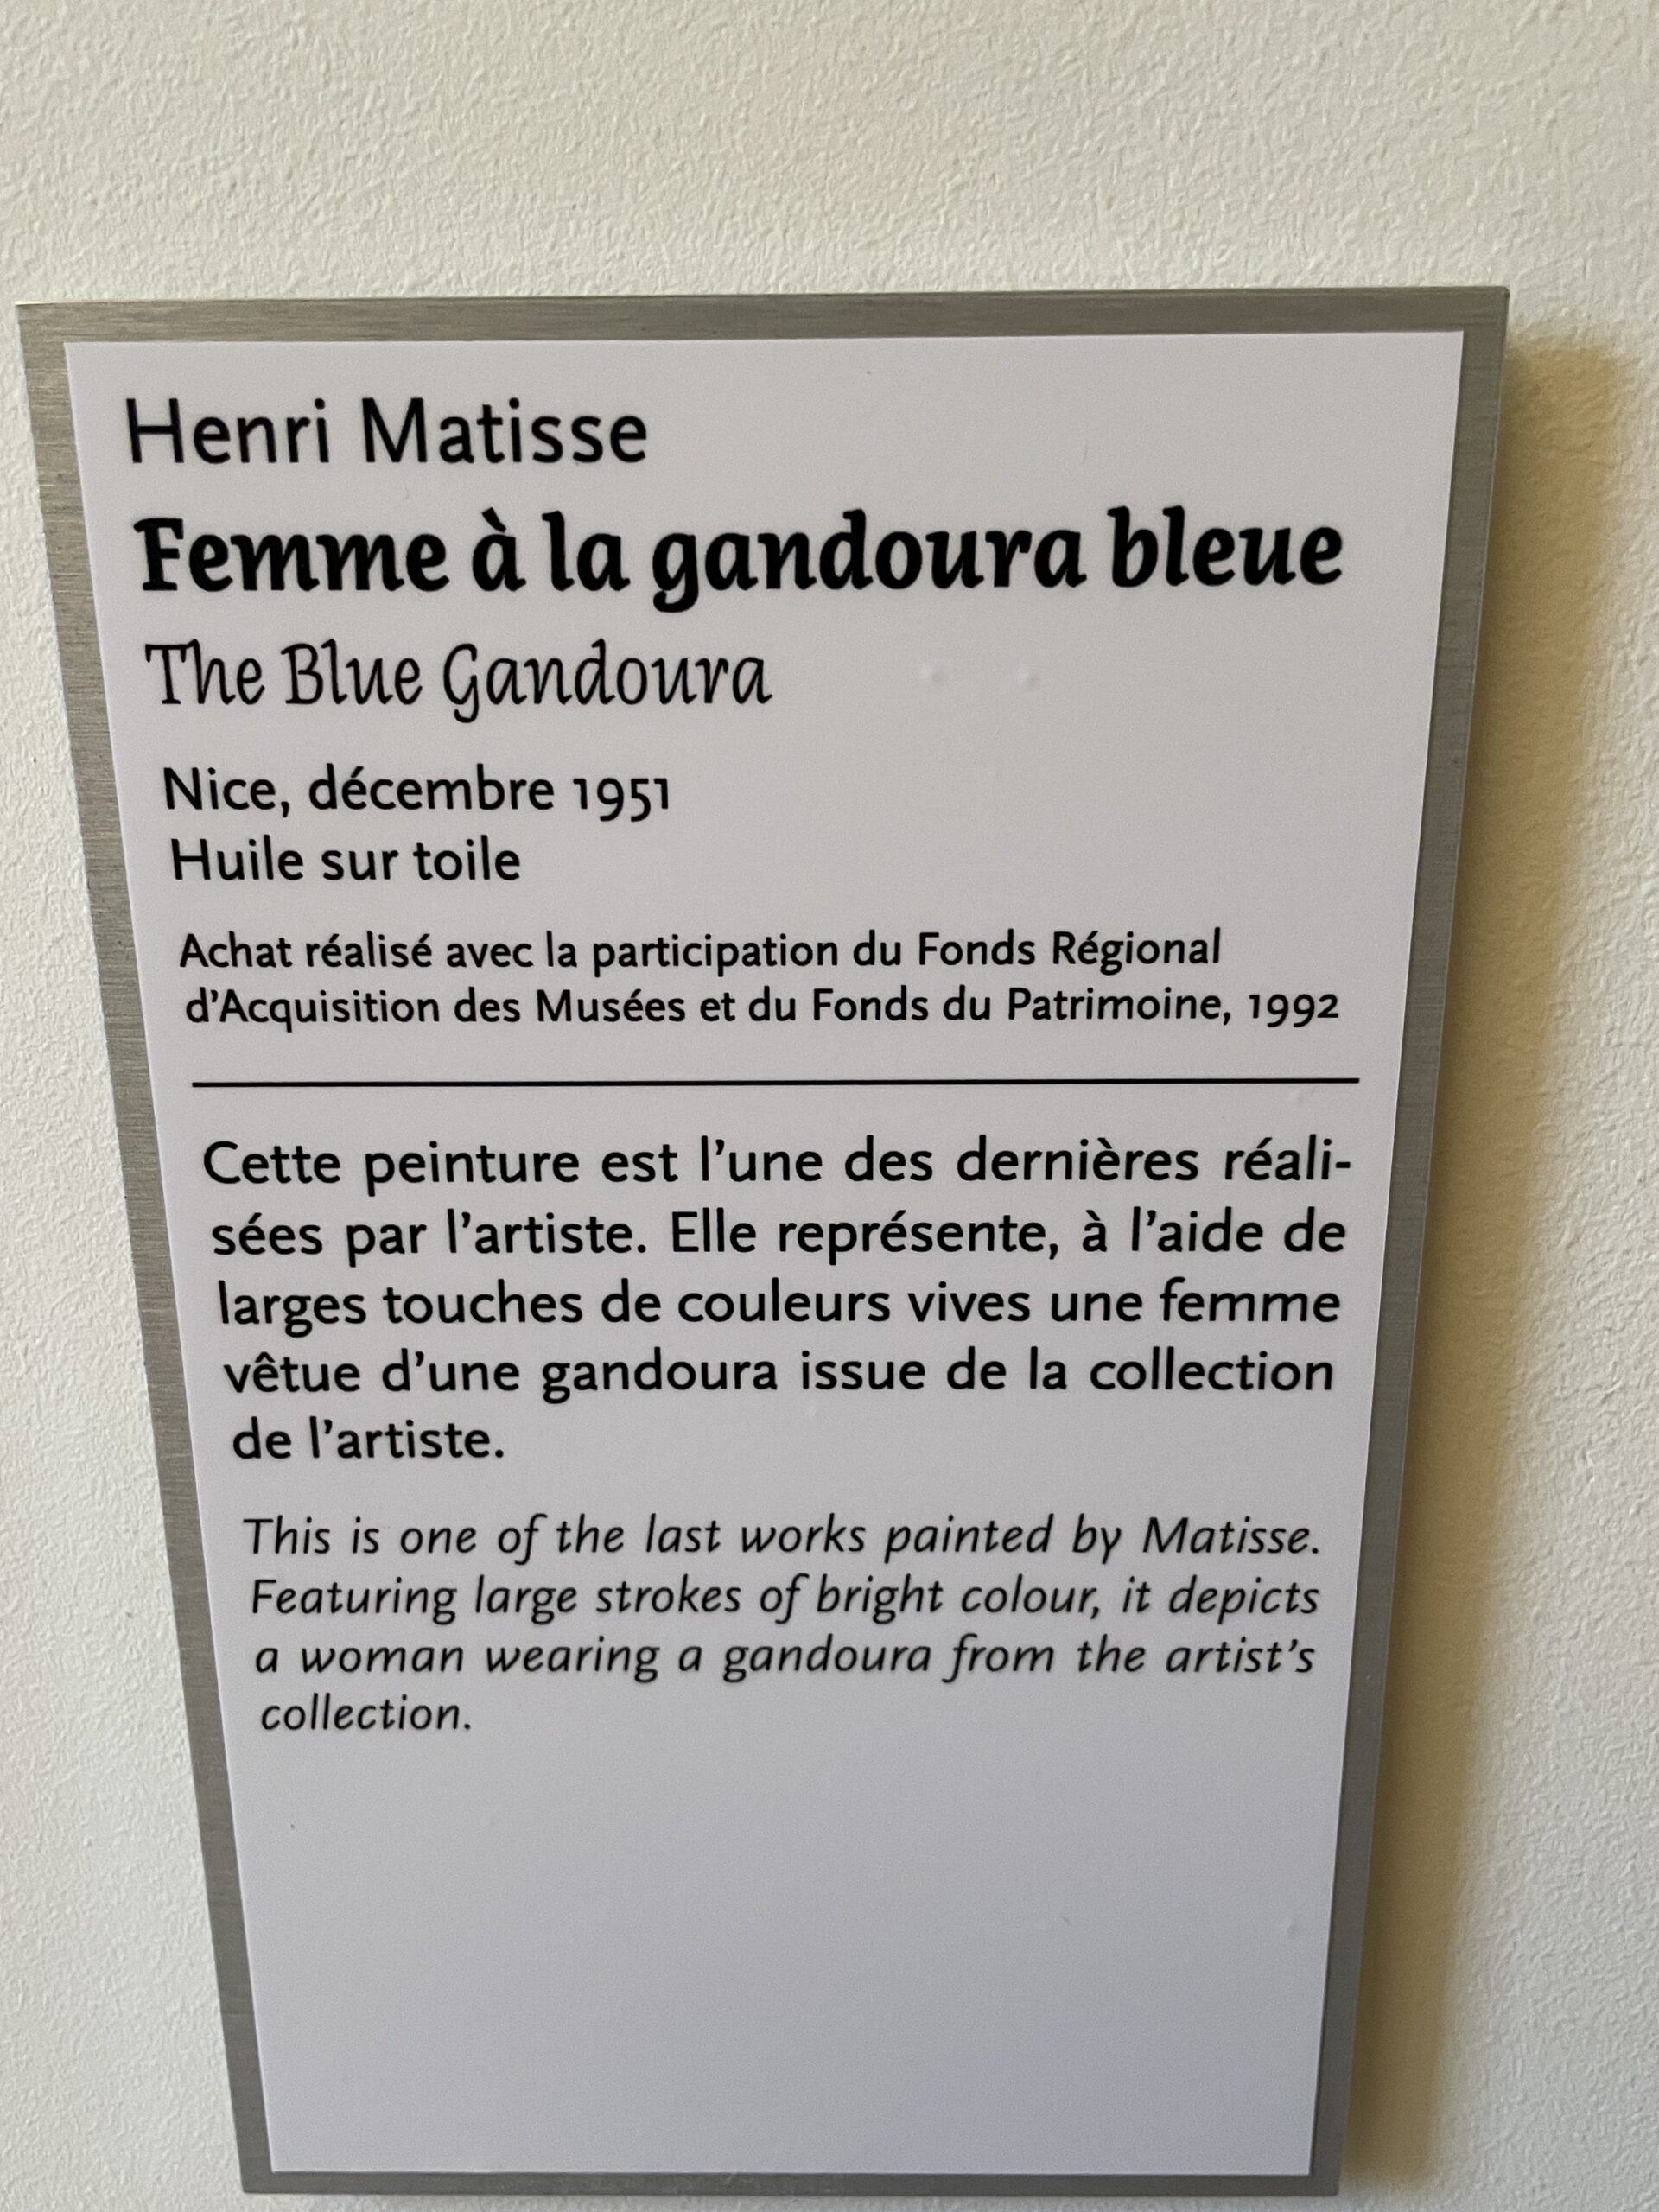 Henri Matisse
Femme à la gandoura bleue
The Blue Gandoura
Nice, décembre 1951
Huile sur toile
Achat réalisé avec la participation du Fonds Régional
d’Acquisition des Musées et du Fonds du Patrimoine, 1992
Cette peinture est l’une des dernières réali-
sées par l’artiste. Elle représente, à l’aide de
larges touches de couleurs vives une femme
vêtue d’une gandoura issue de la collection
de l’artiste.
This is one of the last works painted by Matisse.
Featuring large strokes of bright colour, it depicts
a woman wearing a gandoura from the artist’s
collection.